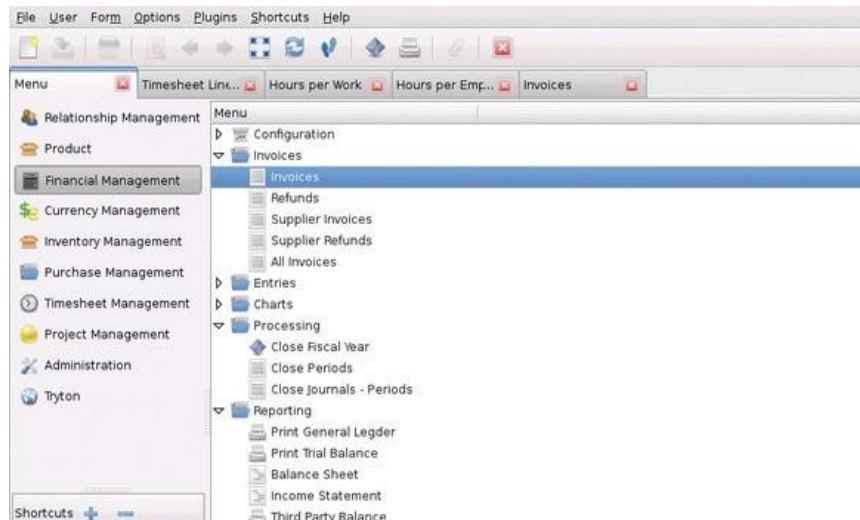 File User Form Options Plugins Shortcuts Help
Menu Timesheet Line... Hours per Work Hours per Emp... Invoices
Relationship Management
Product
Financial Management
Currency Management
Inventory Management
Purchase Management
Timesheet Management
Project Management
Administration
Tryton
Shortcuts
Menu
Configuration
Invoices
Invoices
Refunds
Supplier Invoices
Supplier Refunds
All Invoices
Entries
Charts
Processing
Close Fiscal Year
Close Periods
Close Journals - Periods
Reporting
Print General Legder
Print Trial Balance
Balance Sheet
Income Statement
Third Party Balance